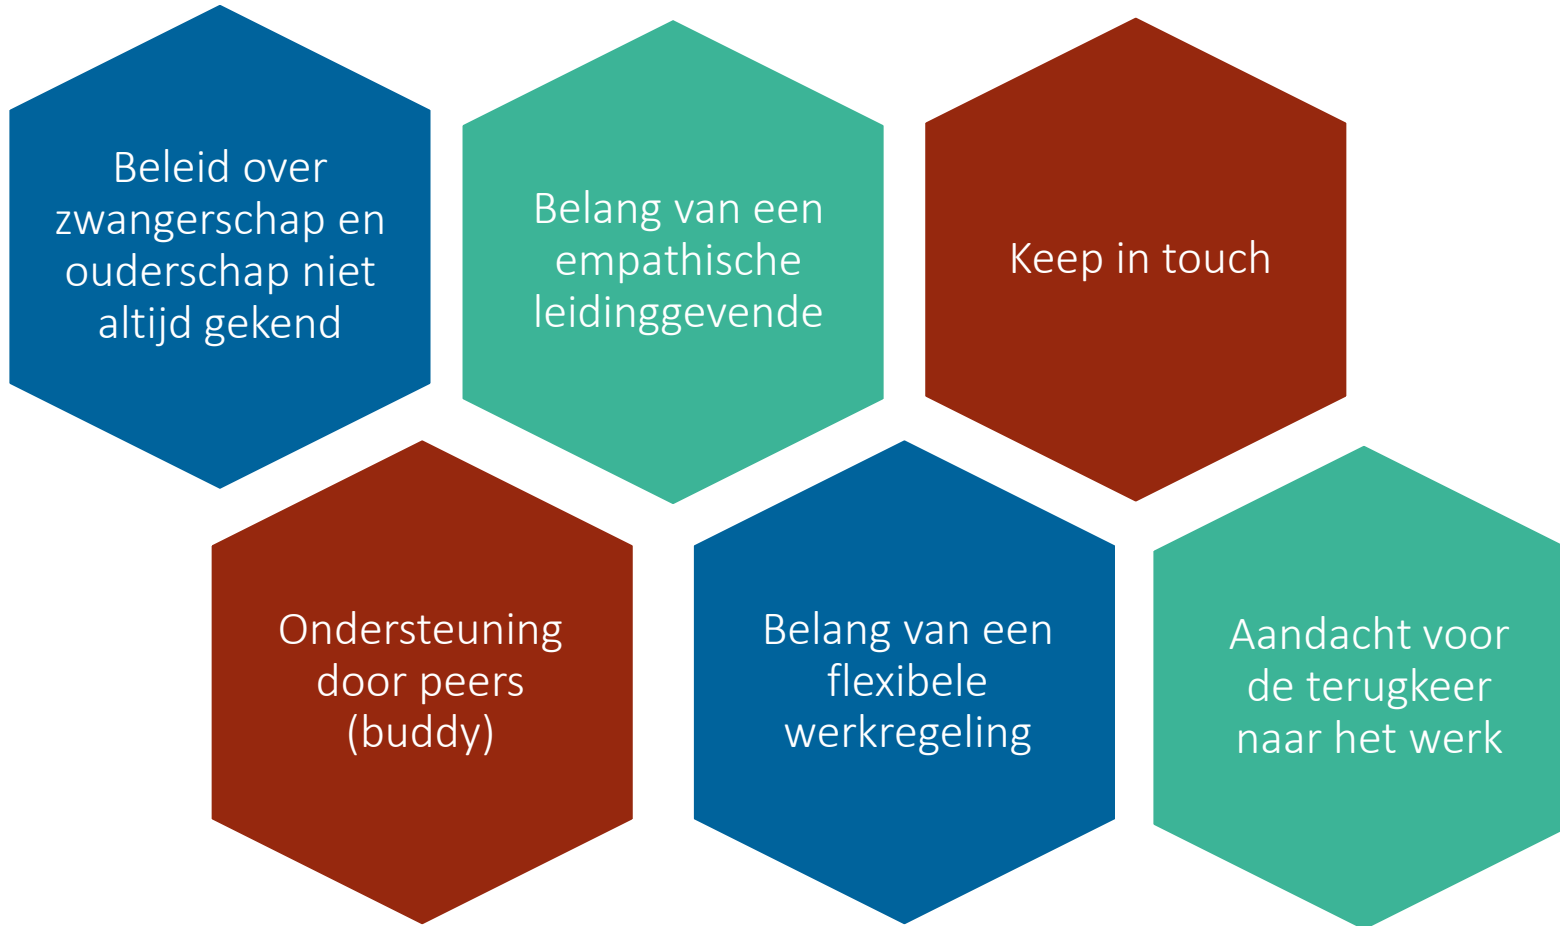 Beleid over
zwangerschap en
ouderschap niet
altijd gekend
Belang van een
empathische
leidinggevende
Keep in touch
Ondersteuning
door peers
(buddy)
Belang van een
flexibele
werkregeling
Aandacht voor
de terugkeer
naar het werk